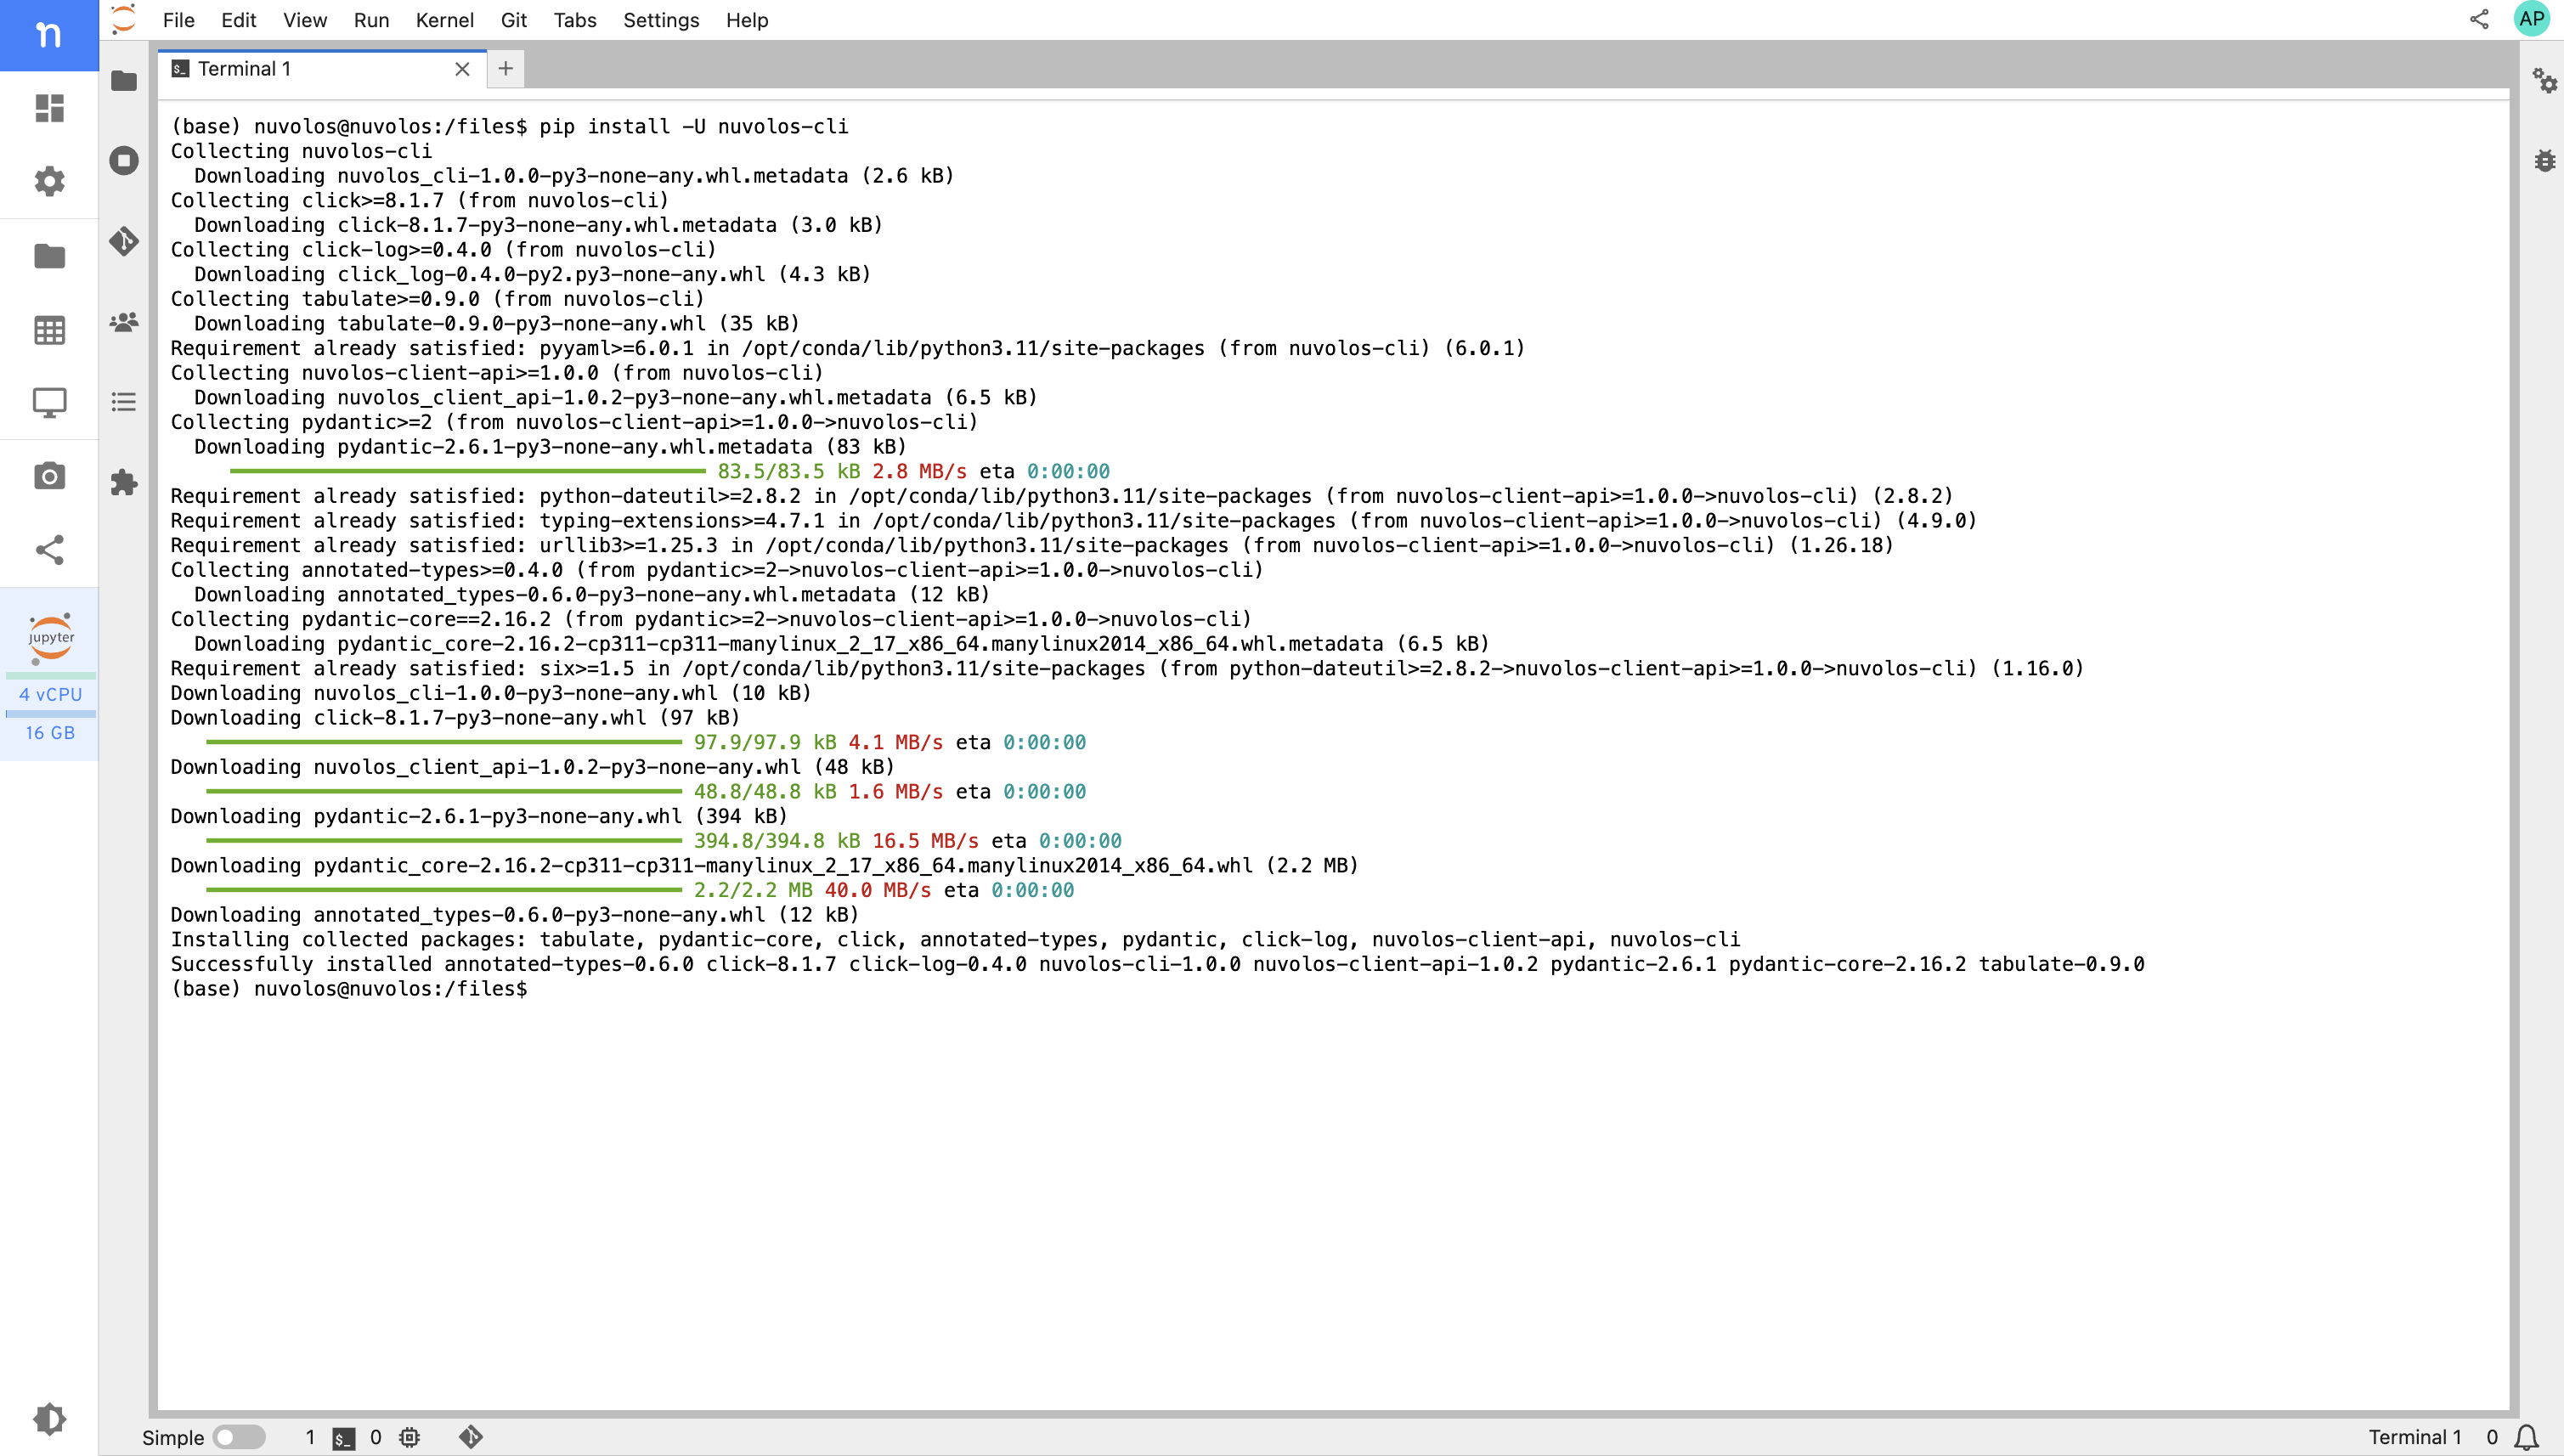 n
File Edit View Run Kernel Git Tabs Settings Help
AP
Terminal 1
(base) nuvolos@nuvolos:/files$ pip install -U nuvolos-cli
Collecting nuvolos-cli
Downloading nuvolos_cli-1.0.0-py3-none-any.whl.metadata (2.6 kB)
Collecting click>=8.1.7 (from nuvolos-cli)
Downloading click-8.1.7-py3-none-any.whl.metadata (3.0 kB)
Collecting click-log>=0.4.0 (from nuvolos-cli)
Downloading click_log-0.4.0-py2.py3-none-any.whl (4.3 kB)
Collecting tabulate>=0.9.0 (from nuvolos-cli)
Downloading tabulate-0.9.0-py3-none-any.whl (35 kB)
Requirement already satisfied: pyyaml>=6.0.1 in /opt/conda/lib/python3.11/site-packages (from nuvolos-cli) (6.0.1)
Collecting nuvolos-client-api>=1.0.0 (from nuvolos-cli)
Downloading nuvolos_client_api-1.0.2-py3-none-any.whl.metadata (6.5 kB)
Collecting pydantic>=2 (from nuvolos-client-api>=1.0.0->nuvolos-cli)
Downloading pydantic-2.6.1-py3-none-any.whl.metadata (83 kB)
83.5/83.5 kB 2.8 MB/s eta 0:00:00
Requirement already satisfied: python-dateutil>=2.8.2 in /opt/conda/lib/python3.11/site-packages (from nuvolos-client-api>=1.0.0->nuvolos-cli) (2.8.2)
Requirement already satisfied: typing-extensions>=4.7.1 in /opt/conda/lib/python3.11/site-packages (from nuvolos-client-api>=1.0.0->nuvolos-cli) (4.9.0)
Requirement already satisfied: urllib3>=1.25.3 in /opt/conda/lib/python3.11/site-packages (from nuvolos-client-api>=1.0.0->nuvolos-cli) (1.26.18)
Collecting annotated-types>=0.4.0 (from pydantic>=2->nuvolos-client-api>=1.0.0->nuvolos-cli)
Downloading annotated_types-0.6.0-py3-none-any.whl.metadata (12 kB)
Collecting pydantic-core==2.16.2 (from pydantic>=2->nuvolos-client-api>=1.0.0->nuvolos-cli)
Downloading pydantic_core-2.16.2-cp311-cp311-manylinux_2_17_x86_64.manylinux2014_x86_64.whl.metadata (6.5 kB)
Requirement already satisfied: six>=1.5 in /opt/conda/lib/python3.11/site-packages (from python-dateutil>=2.8.2->nuvolos-client-api>=1.0.0->nuvolos-cli) (1.16.0)
Downloading nuvolos_cli-1.0.0-py3-none-any.whl (10 kB)
Downloading click-8.1.7-py3-none-any.whl (97 kB)
97.9/97.9 kB 4.1 MB/s eta 0:00:00
Downloading nuvolos_client_api-1.0.2-py3-none-any.whl (48 kB)
48.8/48.8 kB 1.6 MB/s eta 0:00:00
Downloading pydantic-2.6.1-py3-none-any.whl (394 kB)
394.8/394.8 kB 16.5 MB/s eta 0:00:00
Downloading pydantic_core-2.16.2-cp311-cp311-manylinux_2_17_x86_64.manylinux2014_x86_64.whl (2.2 MB)
2.2/2.2 MB 40.0 MB/s eta 0:00:00
Downloading annotated_types-0.6.0-py3-none-any.whl (12 kB)
Installing collected packages: tabulate, pydantic-core, click, annotated-types, pydantic, click-log, nuvolos-client-api, nuvolos-cli
Successfully installed annotated-types-0.6.0 click-8.1.7 click-log-0.4.0 nuvolos-cli-1.0.0 nuvolos-client-api-1.0.2 pydantic-2.6.1 pydantic-core-2.16.2 tabulate-0.9.0
(base) nuvolos@nuvolos:/files$
jupyter
4 vCPU
16 GB
Simple 1 $_ 0 Terminal 1 0